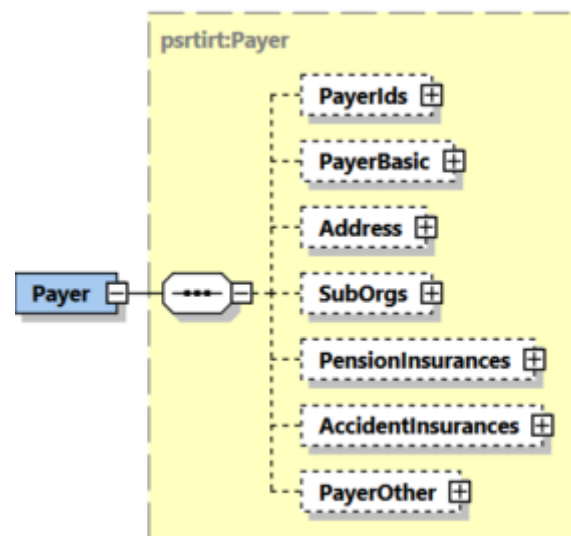 psrtirt:Payer
PayerIds
PayerBasic
Address
Payer
SubOrgs
PensionInsurances
AccidentInsurances
PayerOther